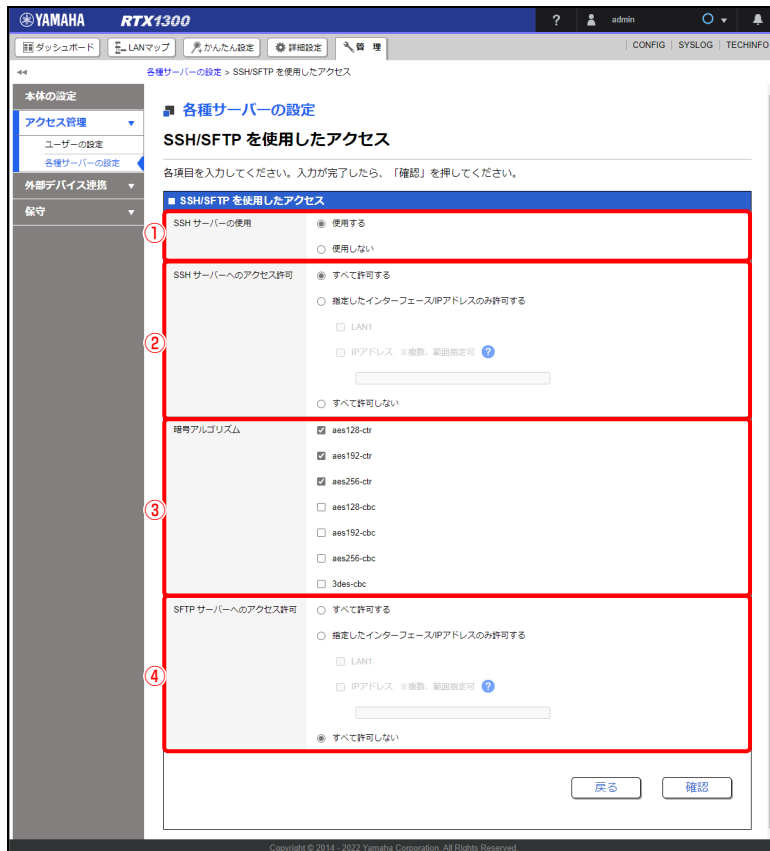 YAMAHA RTX1300 ? admin
ダッシュボード LANマップ かんたん設定 詳細設定 管 理 CONFIG SYSLOG TECHINFO
各種サーバーの設定 > SSH/SFTP を使用したアクセス
本体の設定
アクセス管理
ユーザーの設定
各種サーバーの設定
外部デバイス連携
保守
各種サーバーの設定
SSH/SFTP を使用したアクセス
各項目を入力してください。入力が完了したら、「確認」を押してください。
■ SSH/SFTP を使用したアクセス
①
SSH サーバーの使用
使用する
使用しない
②
SSH サーバーへのアクセス許可
すべて許可する
指定したインターフェース/IPアドレスのみ許可する
LAN1
IPアドレス ※複数、範囲指定可 ?
すべて許可しない
③
暗号アルゴリズム
aes128-ctr
aes192-ctr
aes256-ctr
aes128-cbc
aes192-cbc
aes256-cbc
3des-cbc
④
SFTP サーバーへのアクセス許可
すべて許可する
指定したインターフェース/IPアドレスのみ許可する
LAN1
IPアドレス ※複数、範囲指定可 ?
すべて許可しない
戻る 確認
Copyright © 2014 - 2022 Yamaha Corporation. All Rights Reserved.